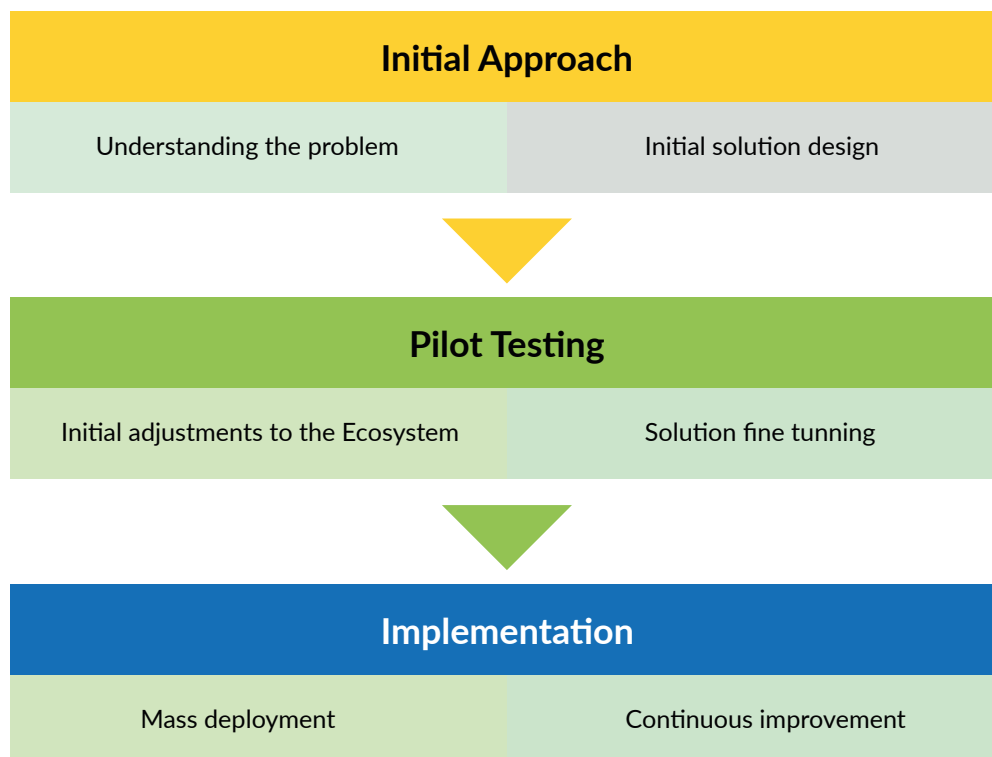 Initial Approach
Understanding the problem
Initial solution design
Pilot Testing
Initial adjustments to the Ecosystem
Solution fine tunning
Implementation
Mass deployment
Continuous improvement